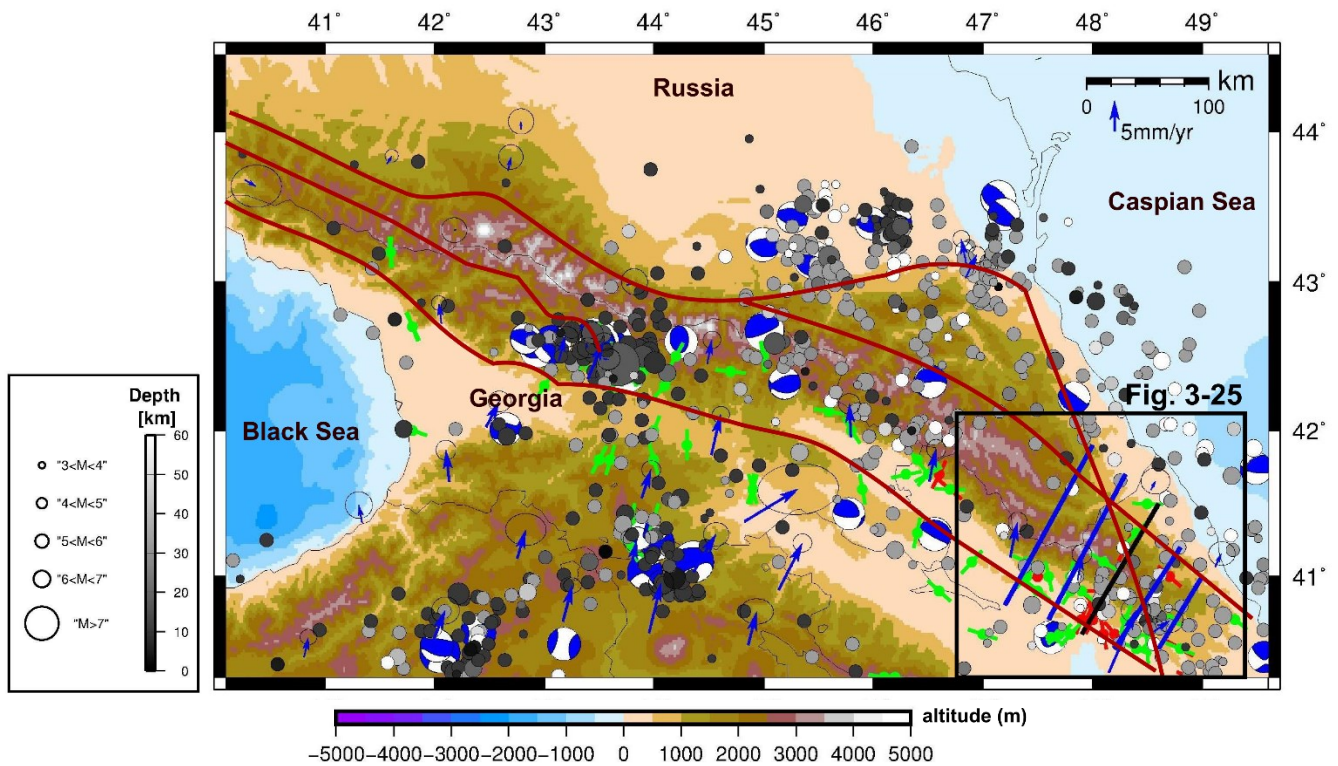 41° 42° 43° 44° 45° 46° 47° 48° 49°
Russia
km
0 100
5mm/yr
44°
Caspian Sea
43°
Depth
[km]
60
50
40
30
20
10
0
"3<M<4"
"4<M<5"
"5<M<6"
"6<M<7"
"M>7"
Georgia
Fig. 3-25
Black Sea
42°
41°
altitude (m)
−5000−4000−3000−2000−1000 0 1000 2000 3000 4000 5000